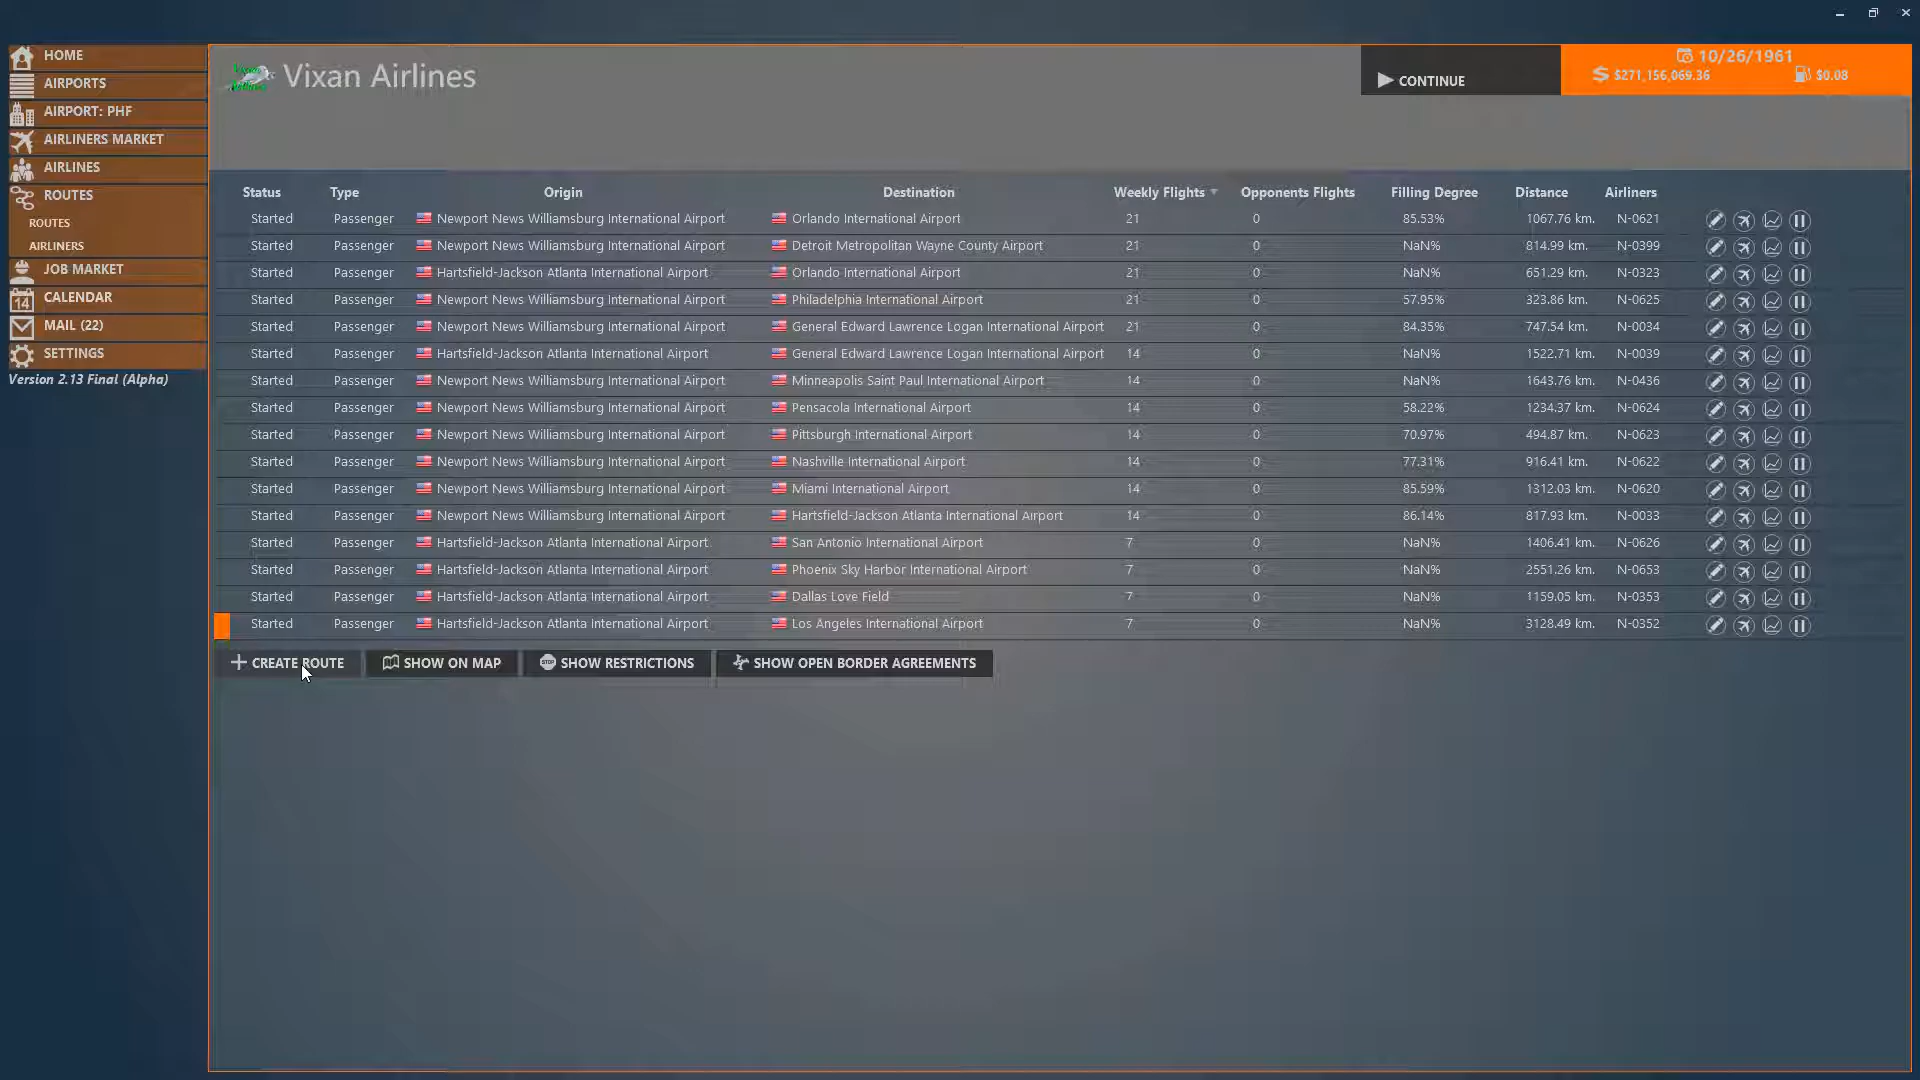 HOME
AIRPORTS
AIRPORT: PHF
AIRLINERS MARKET
AIRLINES
ROUTES
ROUTES
AIRLINERS
JOB MARKET
14 CALENDAR
MAIL (22)
SETTINGS
Version 2.13 Final (Alpha)
Vixan Airlines
CONTINUE
10/26/1961
$271,156,069.36 $0.08
Status Type Origin Destination Weekly Flights Opponents Flights Filling Degree Distance Airliners
Started Passenger Newport News Williamsburg International Airport Orlando International Airport 21 0 85.53% 1067.76 km. N-0621
Started Passenger Newport News Williamsburg International Airport Detroit Metropolitan Wayne County Airport 21 0 NaN% 814.99 km. N-0399
Started Passenger Hartsfield-Jackson Atlanta International Airport Orlando International Airport 21 0 NaN% 651.29 km. N-0323
Started Passenger Newport News Williamsburg International Airport Philadelphia International Airport 21 0 57.95% 323.86 km. N-0625
Started Passenger Newport News Williamsburg International Airport General Edward Lawrence Logan International Airport 21 0 84.35% 747.54 km. N-0034
Started Passenger Hartsfield-Jackson Atlanta International Airport General Edward Lawrence Logan International Airport 14 0 NaN% 1522.71 km. N-0039
Started Passenger Newport News Williamsburg International Airport Minneapolis Saint Paul International Airport 14 0 NaN% 1643.76 km. N-0436
Started Passenger Newport News Williamsburg International Airport Pensacola International Airport 14 0 58.22% 1234.37 km. N-0624
Started Passenger Newport News Williamsburg International Airport Pittsburgh International Airport 14 0 70.97% 494.87 km. N-0623
Started Passenger Newport News Williamsburg International Airport Nashville International Airport 14 0 77.31% 916.41 km. N-0622
Started Passenger Newport News Williamsburg International Airport Miami International Airport 14 0 85.59% 1312.03 km. N-0620
Started Passenger Newport News Williamsburg International Airport Hartsfield-Jackson Atlanta International Airport 14 0 86.14% 817.93 km. N-0033
Started Passenger Hartsfield-Jackson Atlanta International Airport San Antonio International Airport 7 0 NaN% 1406.41 km. N-0626
Started Passenger Hartsfield-Jackson Atlanta International Airport Phoenix Sky Harbor International Airport 7 0 NaN% 2551.26 km. N-0653
Started Passenger Hartsfield-Jackson Atlanta International Airport Dallas Love Field 7 0 NaN% 1159.05 km. N-0353
Started Passenger Hartsfield-Jackson Atlanta International Airport Los Angeles International Airport 7 0 NaN% 3128.49 km. N-0352
CREATE ROUTE SHOW ON MAP STOP SHOW RESTRICTIONS SHOW OPEN BORDER AGREEMENTS